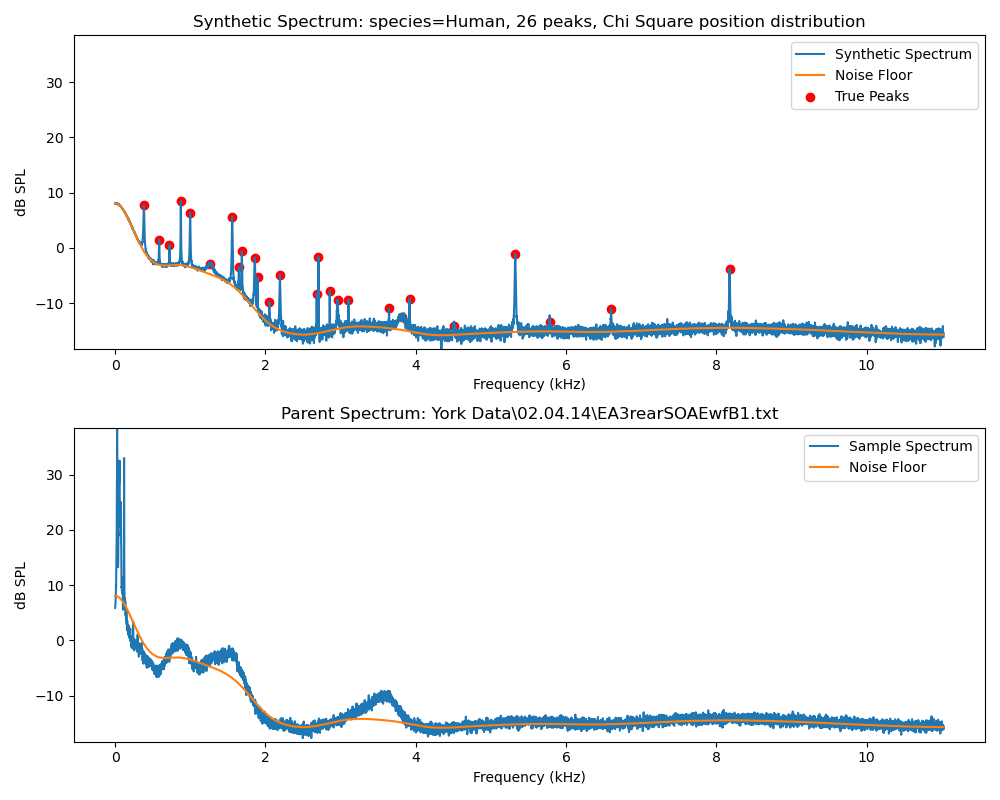 Synthetic Spectrum: species=Human, 26 peaks, Chi Square position distribution
30
20
10
0
−10
dB SPL
Synthetic Spectrum
Noise Floor
True Peaks
0 2 4 6 8 10
Frequency (kHz)
Parent Spectrum: York Data\02.04.14\EA3rearSOAEwfB1.txt
30
20
10
0
−10
dB SPL
Sample Spectrum
Noise Floor
0 2 4 6 8 10
Frequency (kHz)